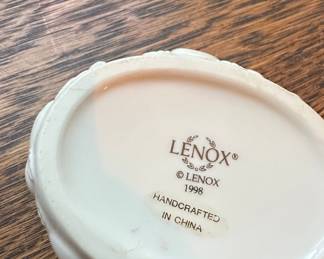 LENOX®
© LENOX
1998
HANDCRAFTED
IN CHINA